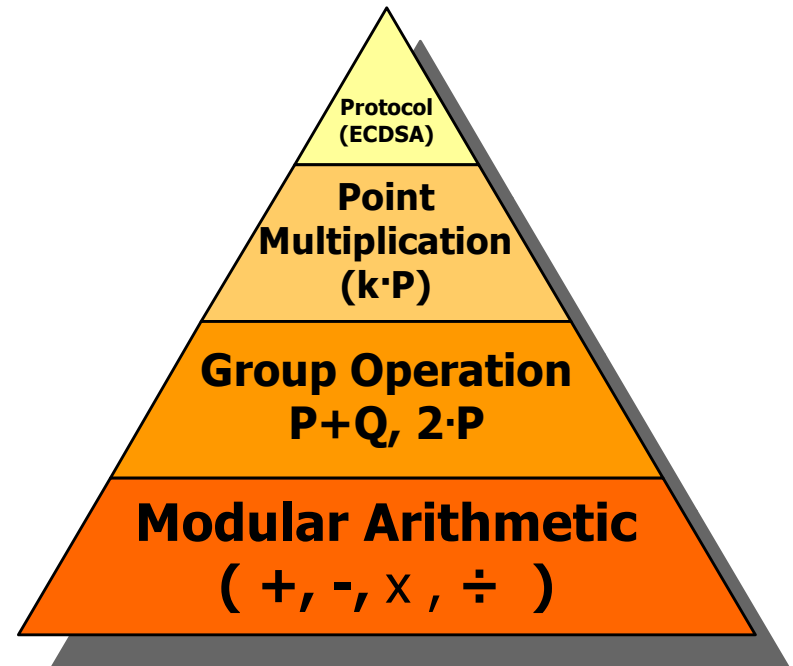 Protocol
(ECDSA)
Point
Multiplication
(k·P)
Group Operation
P+Q, 2·P
Modular Arithmetic
( +, -, x , ÷ )